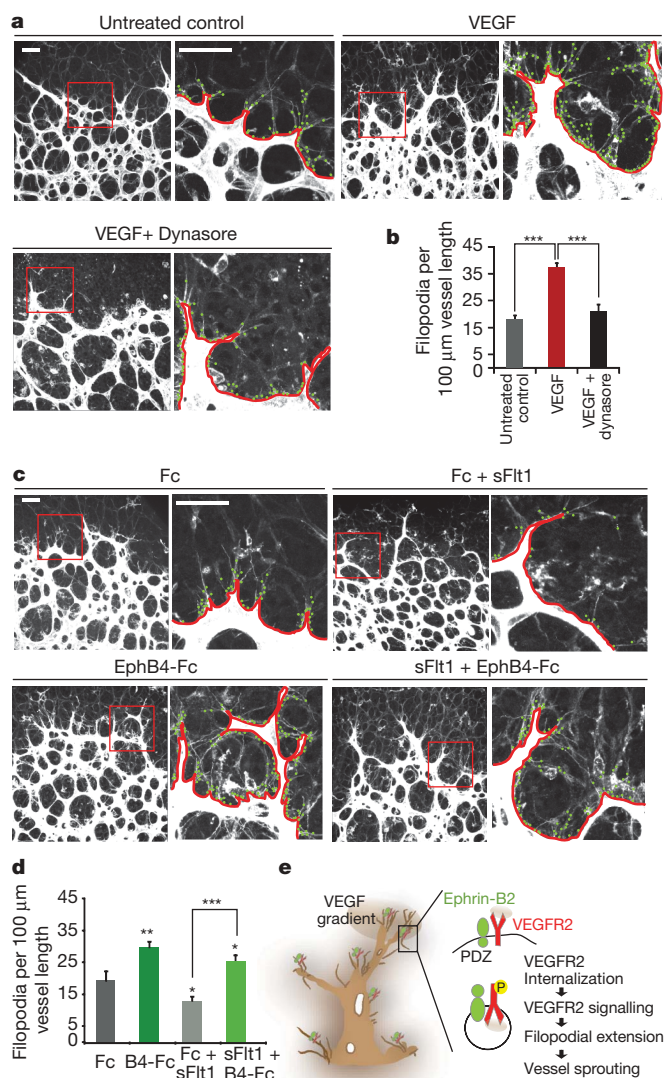 a
Untreated control
VEGF
VEGF+ Dynasore
b
Filopodia per
100 μm vessel length
45
35
25
15
0
***
***
Untreated
control
VEGF
VEGF +
dynasore
c
Fc
Fc + sFlt1
EphB4-Fc
sFlt1 + EphB4-Fc
d
Filopodia per 100 μm
vessel length
45
35
25
15
0
**
*
***
*
Fc
B4-Fc
Fc +
sFlt1
sFlt1 +
B4-Fc
e
VEGF
gradient
Ephrin-B2
VEGFR2
PDZ
P
VEGFR2
Internalization
VEGFR2 signalling
Filopodial extension
Vessel sprouting